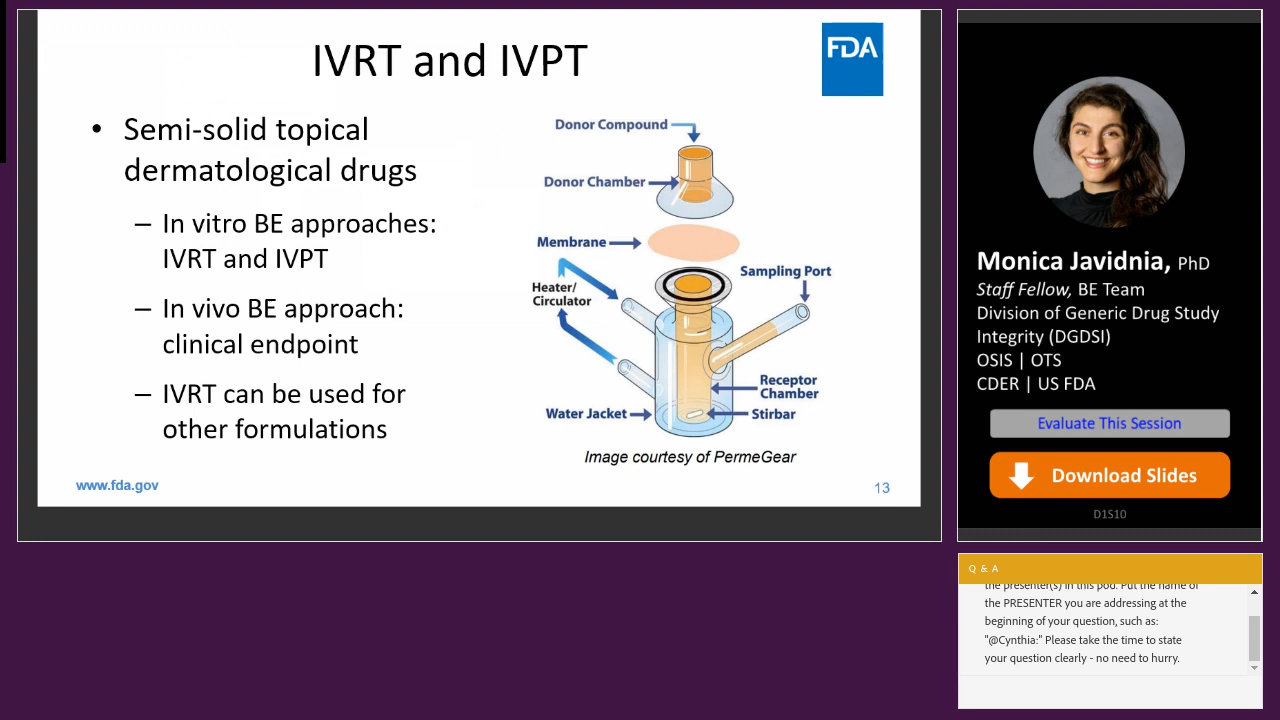 IVRT and IVPT
FDA
• Semi-solid topical
dermatological drugs
– In vitro BE approaches:
IVRT and IVPT
– In vivo BE approach:
clinical endpoint
– IVRT can be used for
other formulations
Donor Compound
Donor Chamber
Membrane
Sampling Port
Heater/
Circulator
Receptor
Chamber
Water Jacket
Stirbar
Image courtesy of PermeGear
www.fda.gov
13
Monica Javidnia, PhD
Staff Fellow, BE Team
Division of Generic Drug Study
Integrity (DGDSI)
OSIS | OTS
CDER | US FDA
Evaluate This Session
Download Slides
D1S10
Q & A
the presenter(s) in this pod. Put the name of
the PRESENTER you are addressing at the
beginning of your question, such as:
"@Cynthia:" Please take the time to state
your question clearly - no need to hurry.